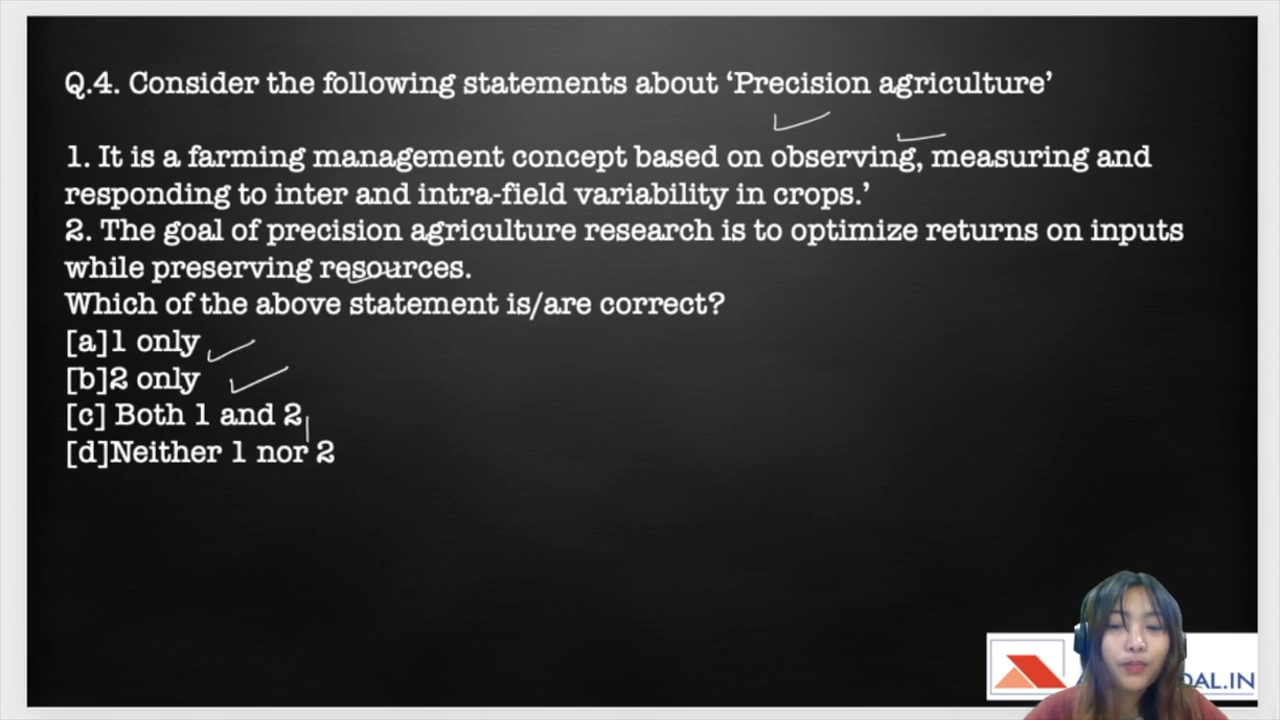 Q.4. Consider the following statements about ‘Precision agriculture’
1. It is a farming management concept based on observing, measuring and
responding to inter and intra-field variability in crops.’
2. The goal of precision agriculture research is to optimize returns on inputs
while preserving resources.
Which of the above statement is/are correct?
[a]1 only
[b]2 only
[c] Both 1 and 2
[d]Neither 1 nor 2
DAL.IN